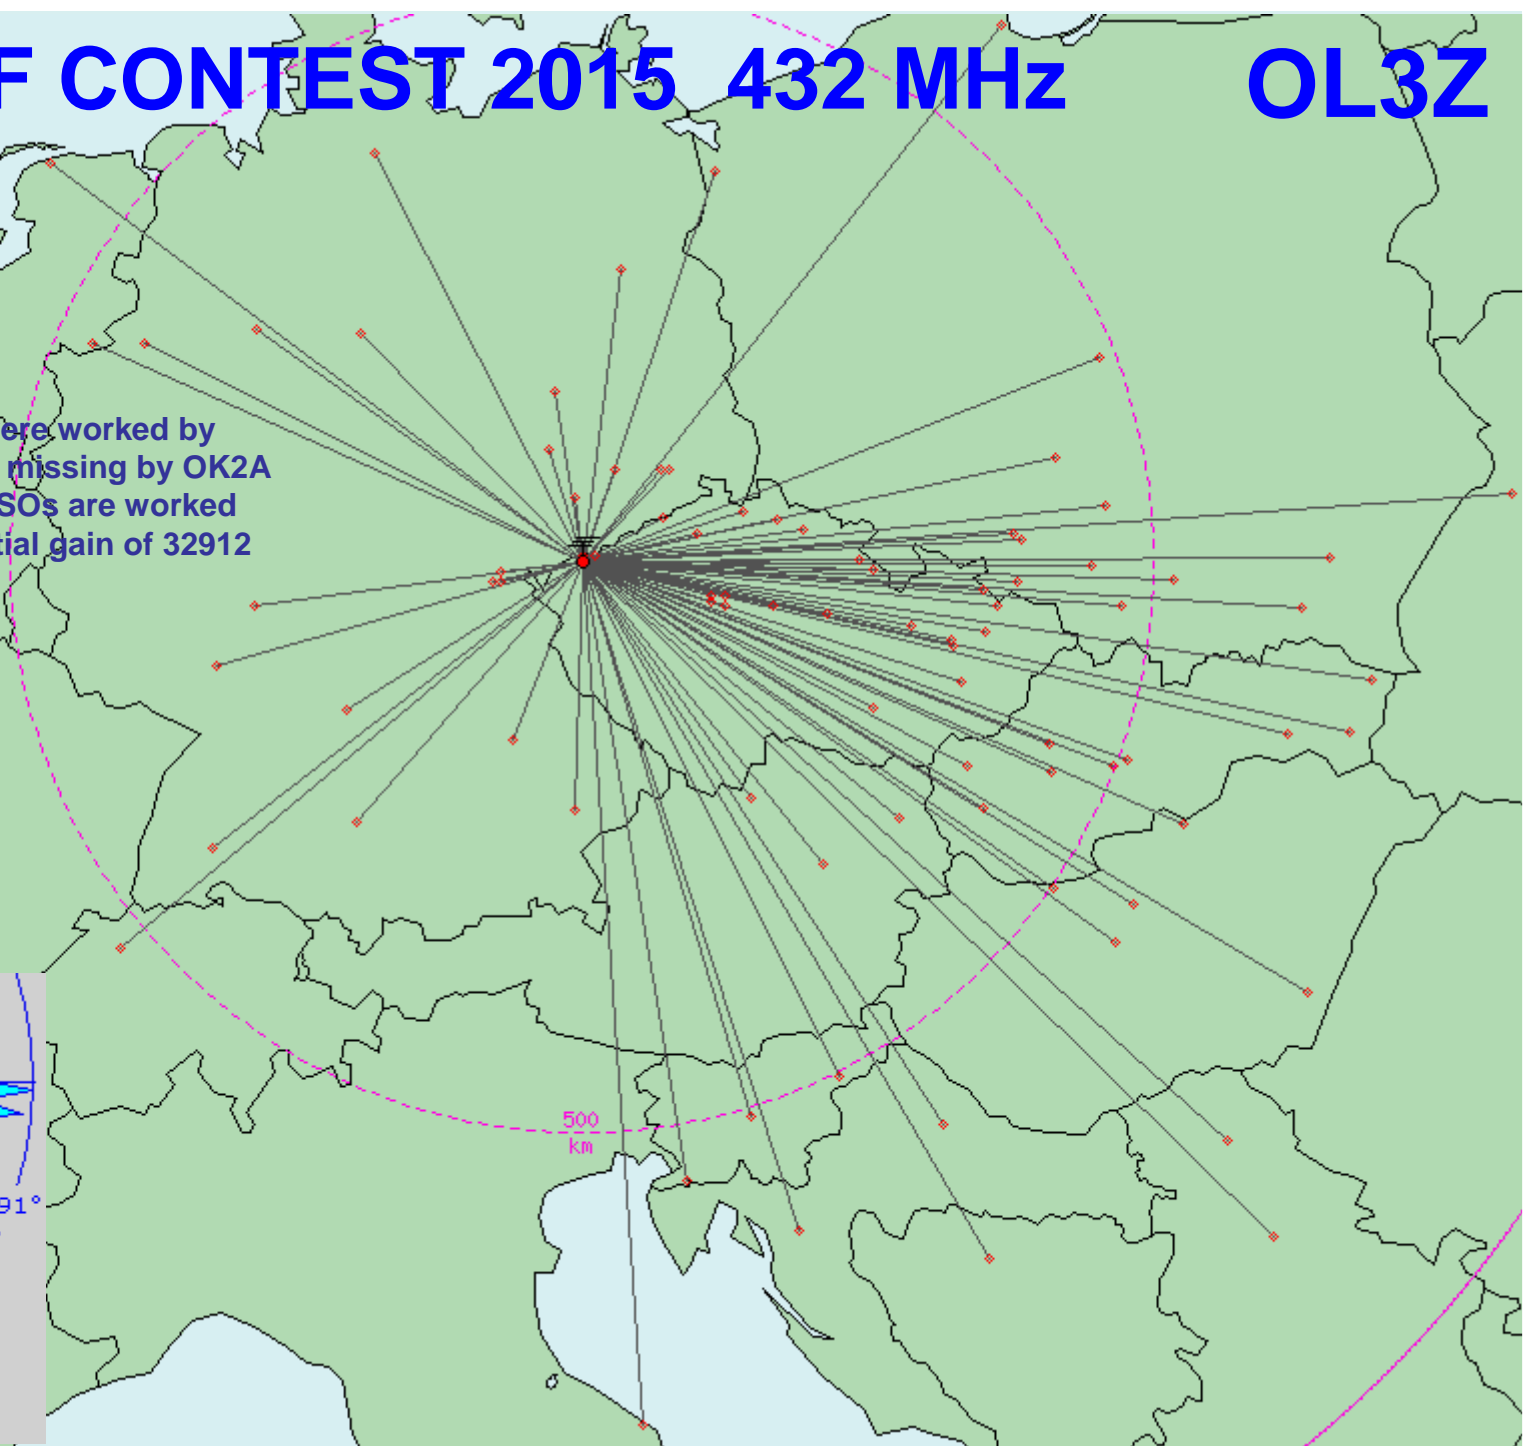 F CONTEST 2015 432 MHz OL3Z
ere worked by
missing by OK2A
SOs are worked
tial gain of 32912
500
km
91°